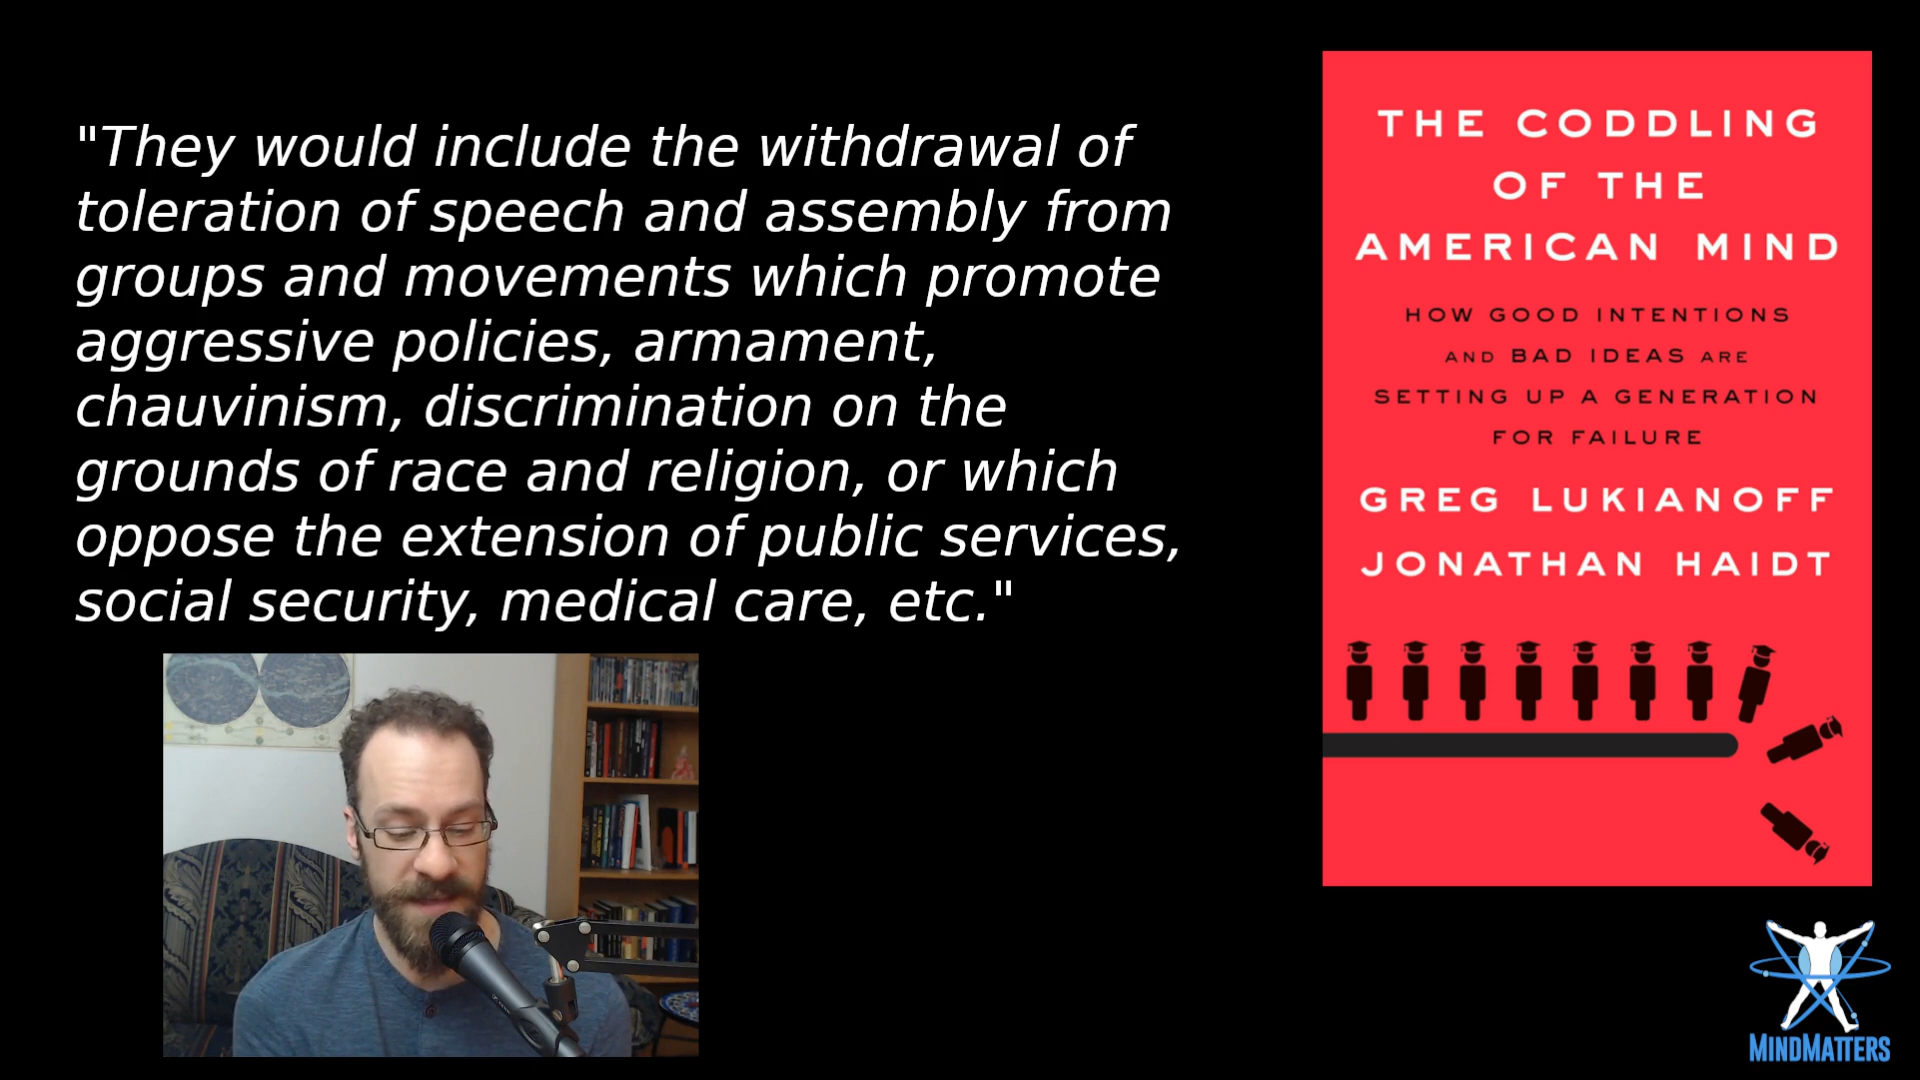 "They would include the withdrawal of
toleration of speech and assembly from
groups and movements which promote
aggressive policies, armament,
chauvinism, discrimination on the
grounds of race and religion, or which
oppose the extension of public services,
social security, medical care, etc."
THE CODDLING
OF THE
AMERICAN MIND
HOW GOOD INTENTIONS
AND BAD IDEAS ARE
SETTING UP A GENERATION
FOR FAILURE
GREG LUKIANOFF
JONATHAN HAIDT
MINDMATTERS